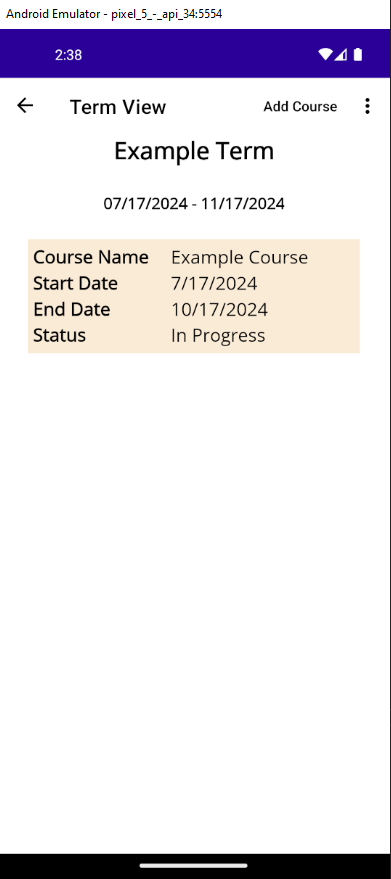 Android Emulator - pixel_5_-_api_34:5554
2:38
Term View
Add Course
Example Term
07/17/2024 - 11/17/2024
Course Name Example Course
Start Date 7/17/2024
End Date 10/17/2024
Status In Progress